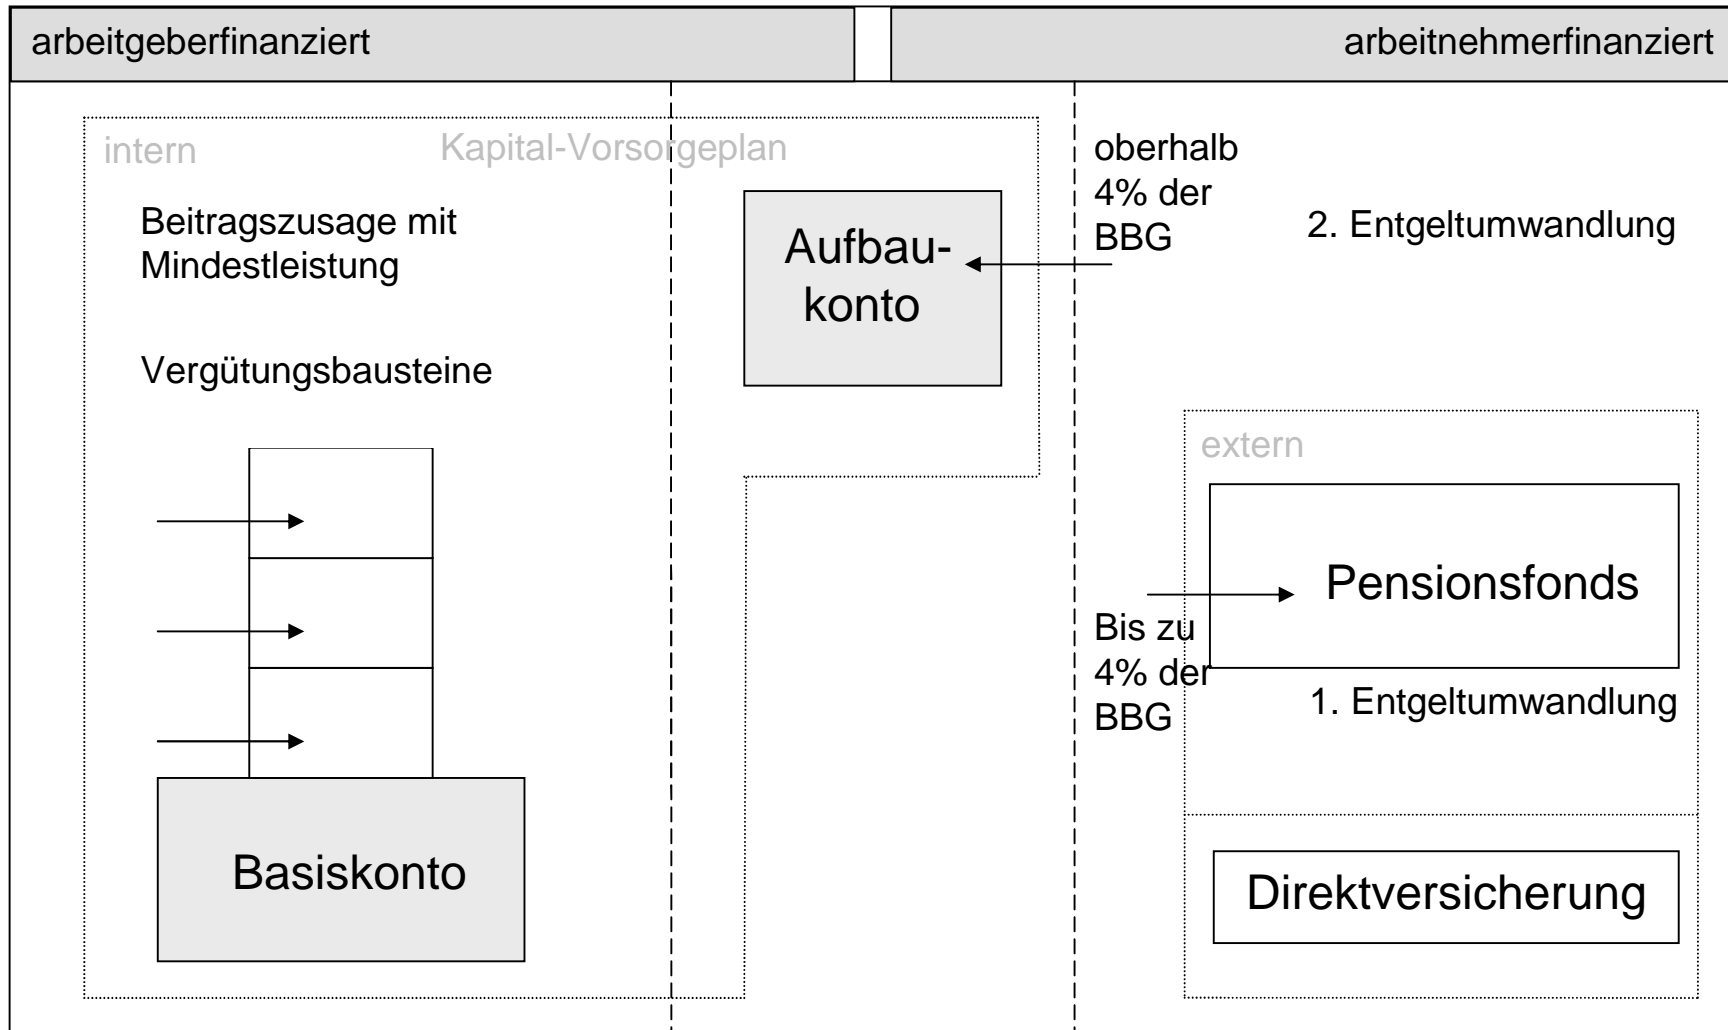 arbeitgeberfinanziert
arbeitnehmerfinanziert
intern
Kapital-Vorsorgeplan
Beitragszusage mit
Mindestleistung
Vergütungsbausteine
Basiskonto
Aufbau-
konto
oberhalb
4% der
BBG
2. Entgeltumwandlung
extern
Pensionsfonds
Bis zu
4% der
BBG
1. Entgeltumwandlung
Direktversicherung